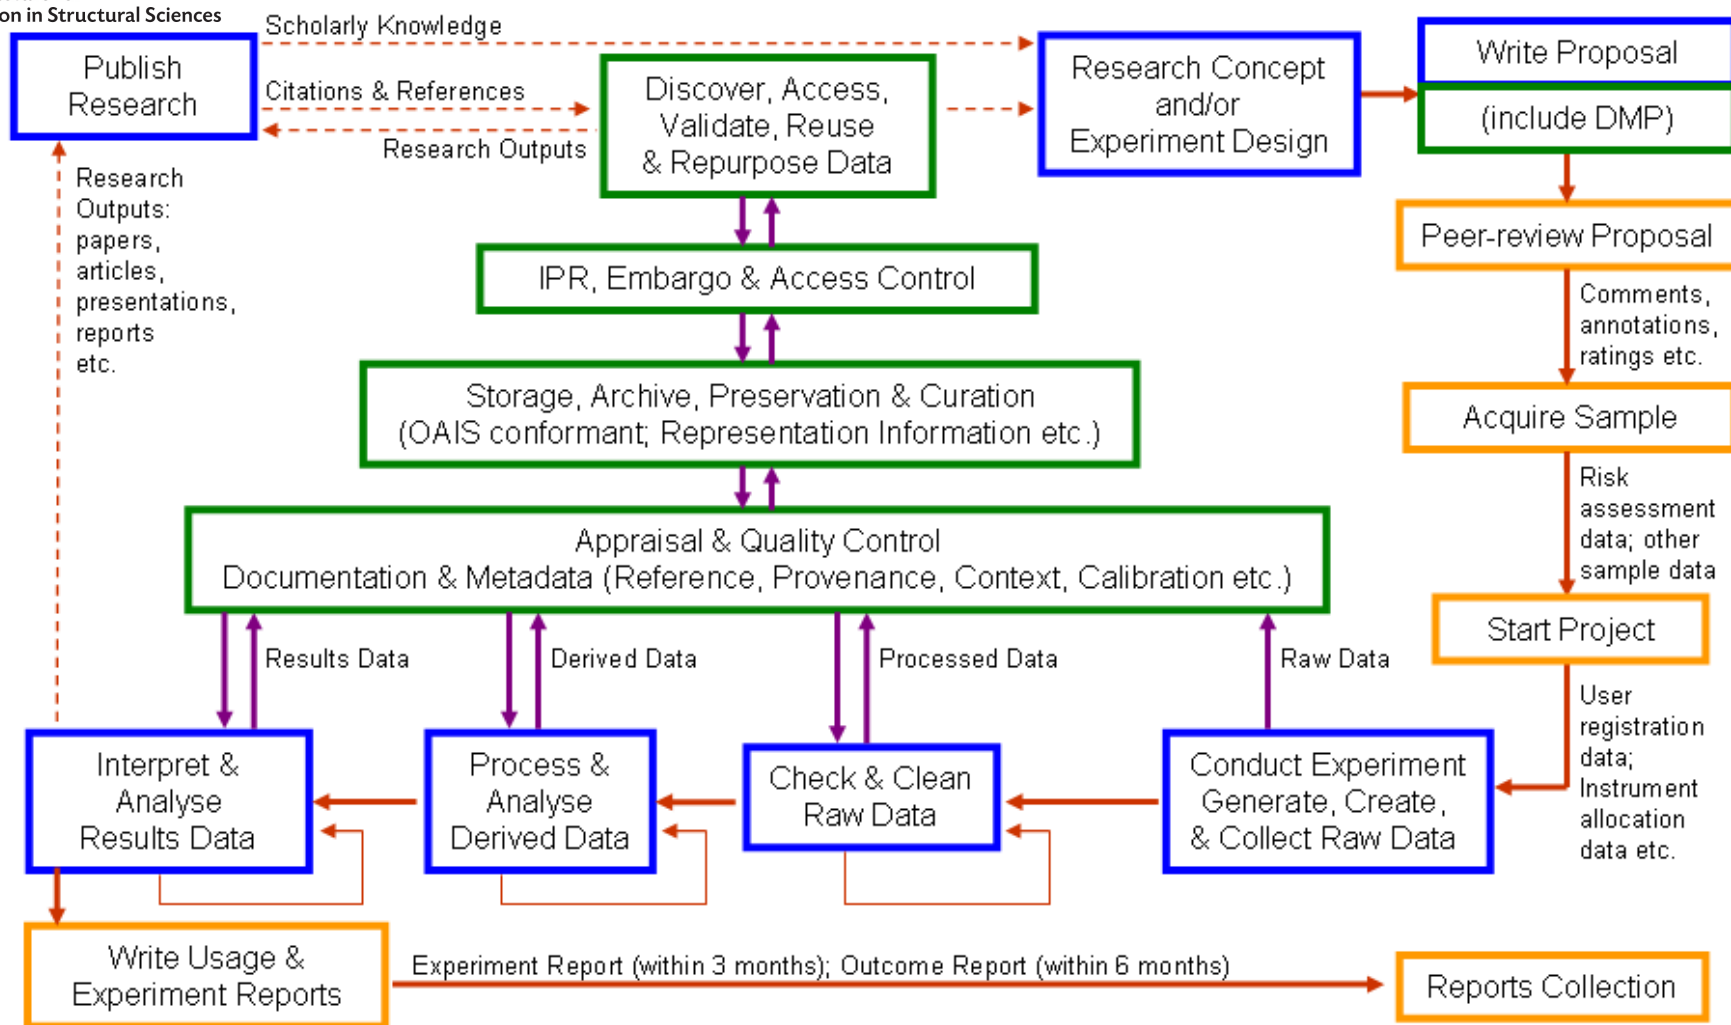 on in Structural Sciences
Publish
Research
Scholarly Knowledge
Citations & References
Research Outputs
Discover, Access,
Validate, Reuse
& Repurpose Data
Research Concept
and/or
Experiment Design
Write Proposal
(include DMP)
Research
Outputs:
papers,
articles,
presentations,
reports
etc.
IPR, Embargo & Access Control
Peer-review Proposal
Comments,
annotations,
ratings etc.
Storage, Archive, Preservation & Curation
(OAIS conformant; Representation Information etc.)
Acquire Sample
Risk
assessment
data; other
sample data
Appraisal & Quality Control
Documentation & Metadata (Reference, Provenance, Context, Calibration etc.)
Start Project
Results Data
Derived Data
Processed Data
Raw Data
User
registration
data;
Instrument
allocation
data etc.
Interpret &
Analyse
Results Data
Process &
Analyse
Derived Data
Check & Clean
Raw Data
Conduct Experiment
Generate, Create,
& Collect Raw Data
Write Usage &
Experiment Reports
Experiment Report (within 3 months); Outcome Report (within 6 months)
Reports Collection